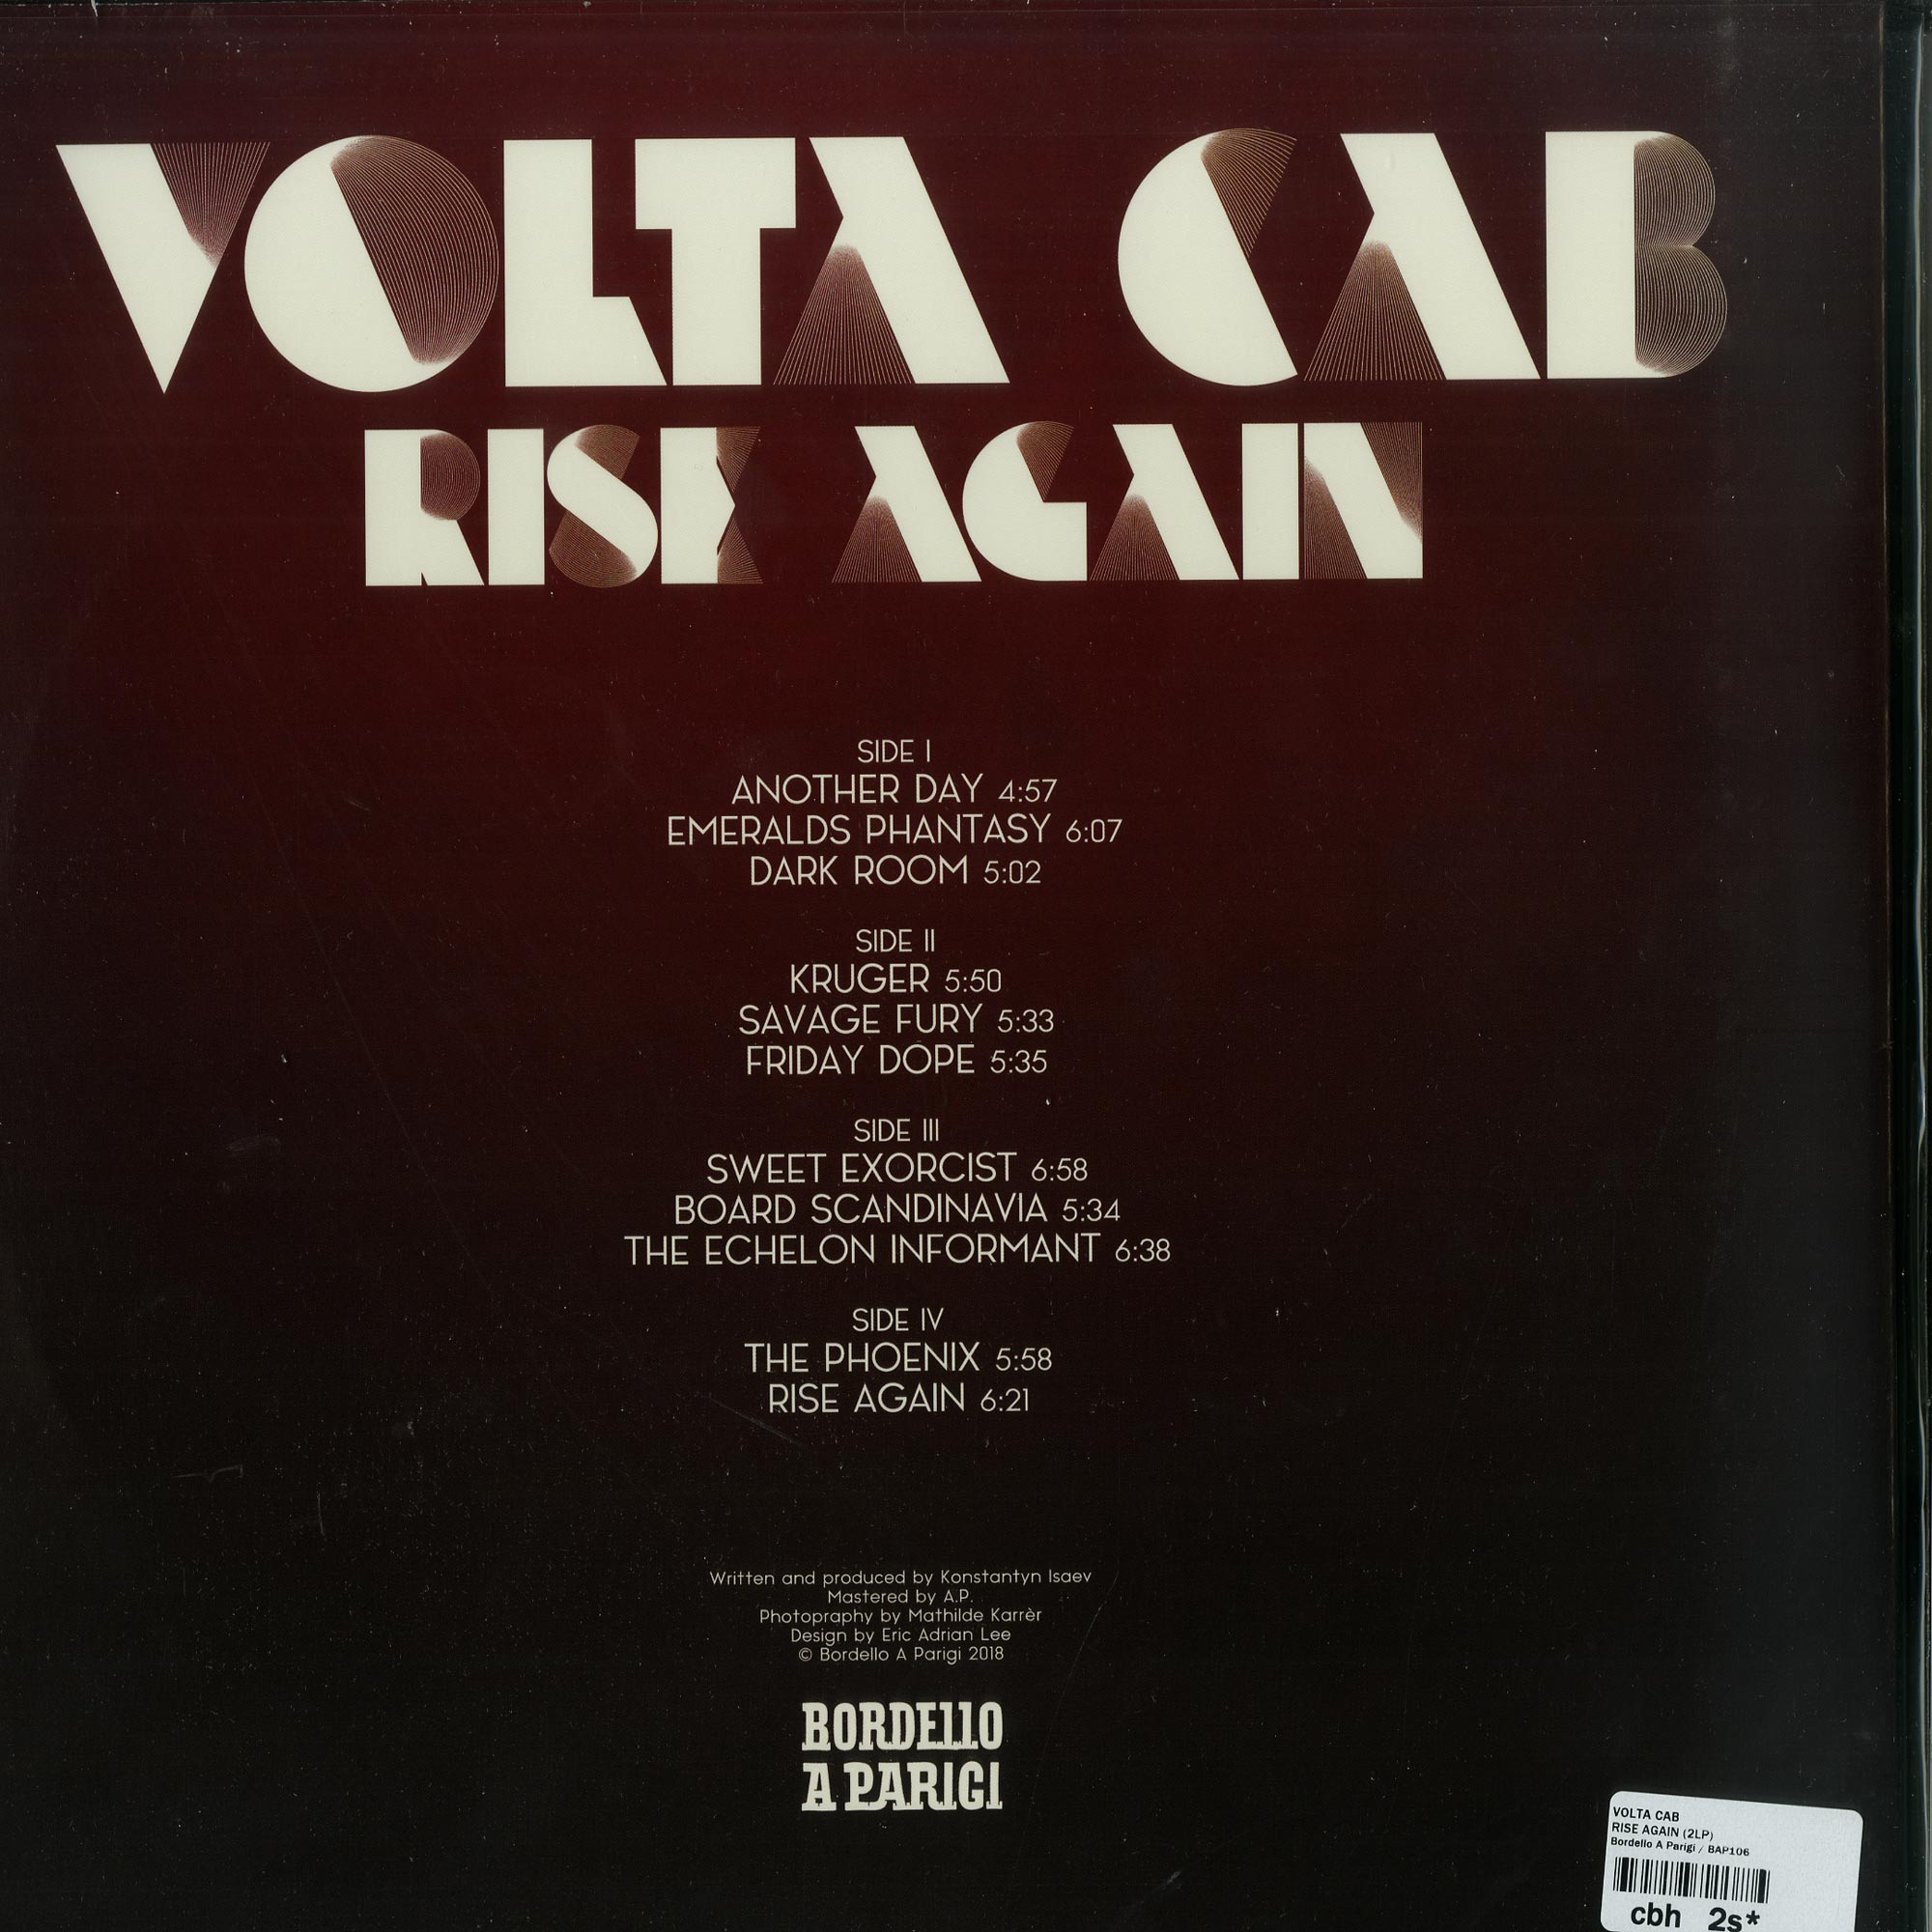 VOLTA CAB
RISE AGAIN
SIDE I
ANOTHER DAY 4:57
EMERALDS PHANTASY 6:07
DARK ROOM 5:02
SIDE II
KRUGER 5:50
SAVAGE FURY 5:33
FRIDAY DOPE 5:35
SIDE III
SWEET EXORCIST 6:58
BOARD SCANDINAVIA 5:34
THE ECHELON INFORMANT 6:38
SIDE IV
THE PHOENIX 5:58
RISE AGAIN 6:21
Written and produced by Konstantyn Isaev
Mastered by A.P.
Photopraphy by Mathilde Karrèr
Design by Eric Adrian Lee
© Bordello A Parigi 2018
BORDELLO
A PARIGI
VOLTA CAB
RISE AGAIN (2LP)
Bordello A Parigi / BAP106
cbh 2s*